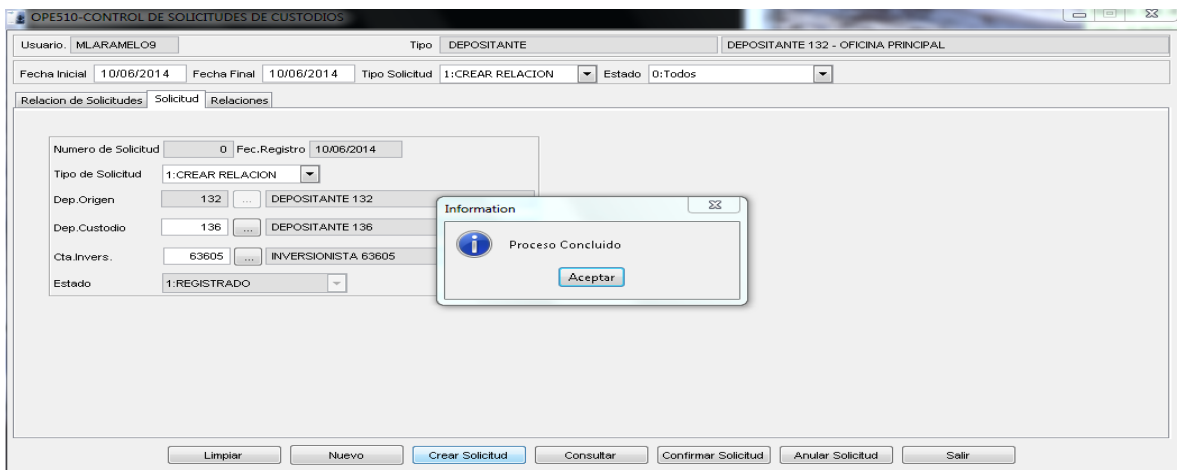 OPE510-CONTROL DE SOLICITUDES DE CUSTODIOS
Usuario. MLARAMELO9 Tipo DEPOSITANTE DEPOSITANTE 132 - OFICINA PRINCIPAL
Fecha Inicial 10/06/2014 Fecha Final 10/06/2014 Tipo Solicitud 1:CREAR RELACION Estado 0:Todos
Relacion de Solicitudes Solicitud Relaciones
Numero de Solicitud 0 Fec.Registro 10/06/2014
Tipo de Solicitud 1:CREAR RELACION
Dep.Origen 132 ... DEPOSITANTE 132
Dep.Custodio 136 ... DEPOSITANTE 136
Cta.Invers. 63605 ... INVERSIONISTA 63605
Estado 1:REGISTRADO
Information
Proceso Concluido
Aceptar
Limpiar Nuevo Crear Solicitud Consultar Confirmar Solicitud Anular Solicitud Salir